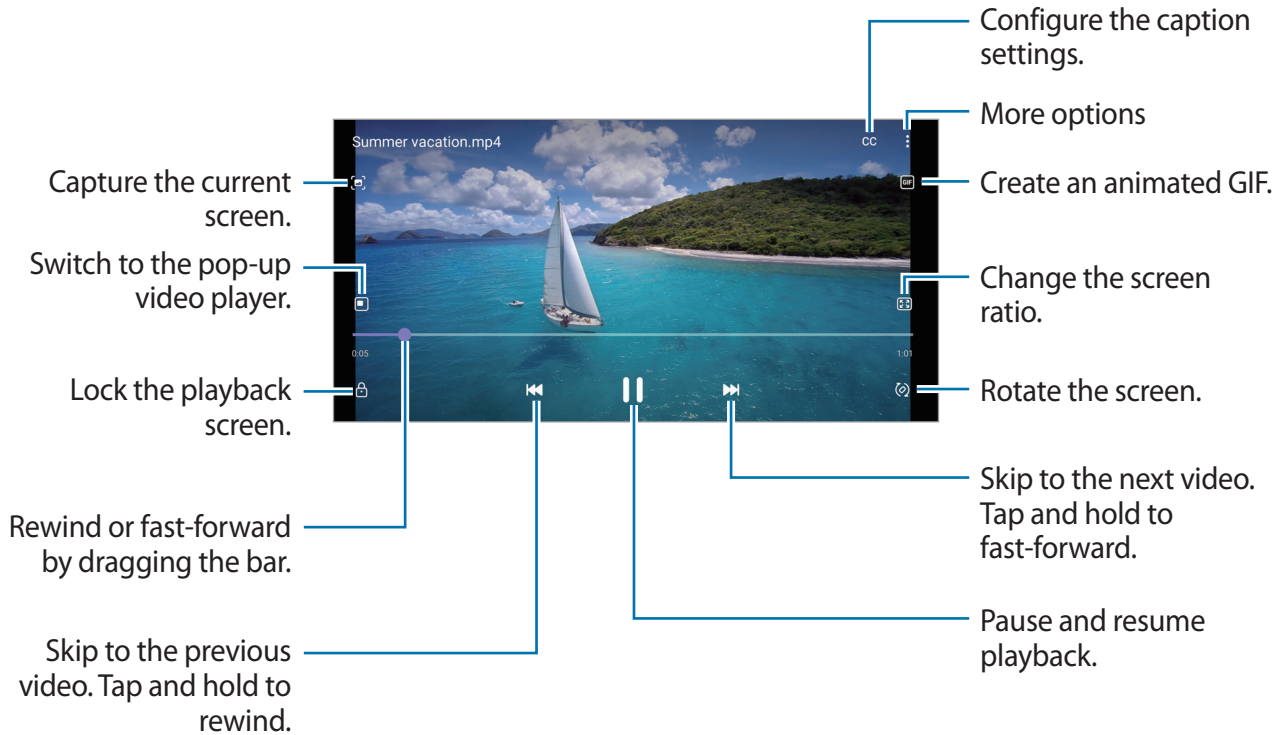 Configure the caption
settings.
More options
Summer vacation.mp4
CC
Capture the current
screen.
GIF
Create an animated GIF.
Switch to the pop-up
video player.
Change the screen
ratio.
0:05
1:01
Lock the playback
screen.
Rotate the screen.
Skip to the next video.
Tap and hold to
fast-forward.
Rewind or fast-forward
by dragging the bar.
Pause and resume
playback.
Skip to the previous
video. Tap and hold to
rewind.